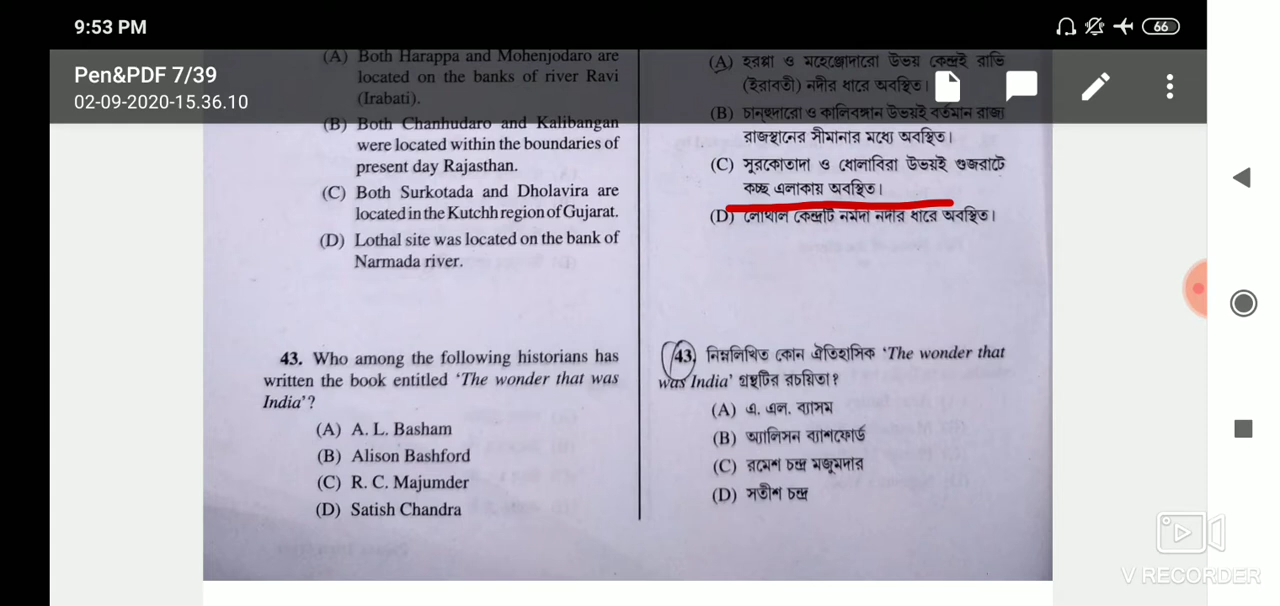 9:53 PM
66
Pen&PDF 7/39
02-09-2020-15.36.10
(A) Both Harappa and Mohenjodaro are
located on the banks of river Ravi
(Irabati).
(B) Both Chanhudaro and Kalibangan
were located within the boundaries of
present day Rajasthan.
(C) Both Surkotada and Dholavira are
located in the Kutchh region of Gujarat.
(D) Lothal site was located on the bank of
Narmada river.
43. Who among the following historians has
written the book entitled ‘The wonder that was
India’?
(A) A. L. Basham
(B) Alison Bashford
(C) R. C. Majumder
(D) Satish Chandra
(A) হরপ্পা ও মহেঞ্জোদারো উভয় কেন্দ্রই রাভি
(ইরাবতী) নদীর ধারে অবস্থিত।
(B) চানহুদারো ও কালিবঙ্গান উভয়ই বর্তমান রাজ্য
রাজস্থানের সীমানার মধ্যে অবস্থিত।
(C) সুরকোতাদা ও ধোলাবিরা উভয়ই গুজরাটে
কচ্ছ এলাকায় অবস্থিত।
(D) লোথাল কেন্দ্রটি নর্মদা নদীর ধারে অবস্থিত।
43. নিম্নলিখিত কোন ঐতিহাসিক ‘The wonder that
was India’ গ্রন্থটির রচয়িতা?
(A) এ. এল. ব্যাসম
(B) অ্যালিসন ব্যাশফোর্ড
(C) রমেশ চন্দ্র মজুমদার
(D) সতীশ চন্দ্র
V RECORDER